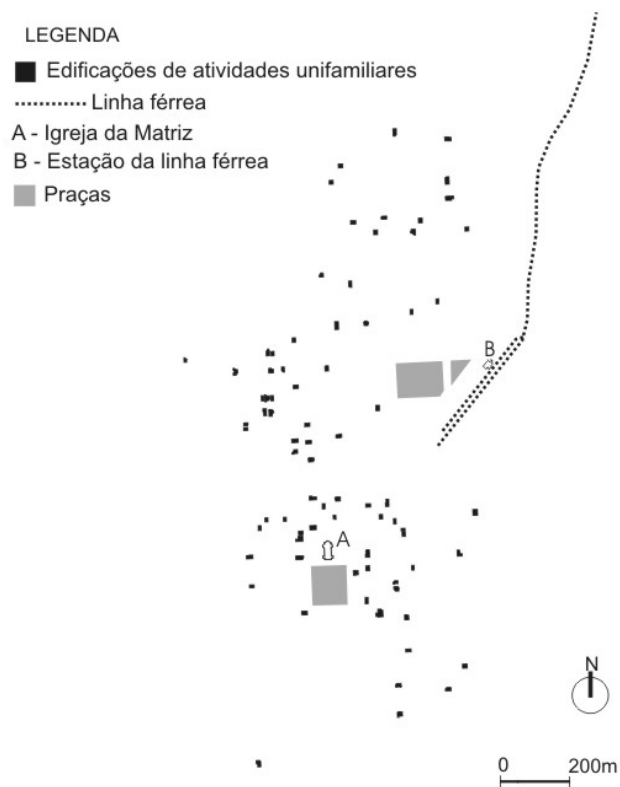 LEGENDA
Edificações de atividades unifamiliares
Linha férrea
A - Igreja da Matriz
B - Estação da linha férrea
Praças
B
A
N
0 200m